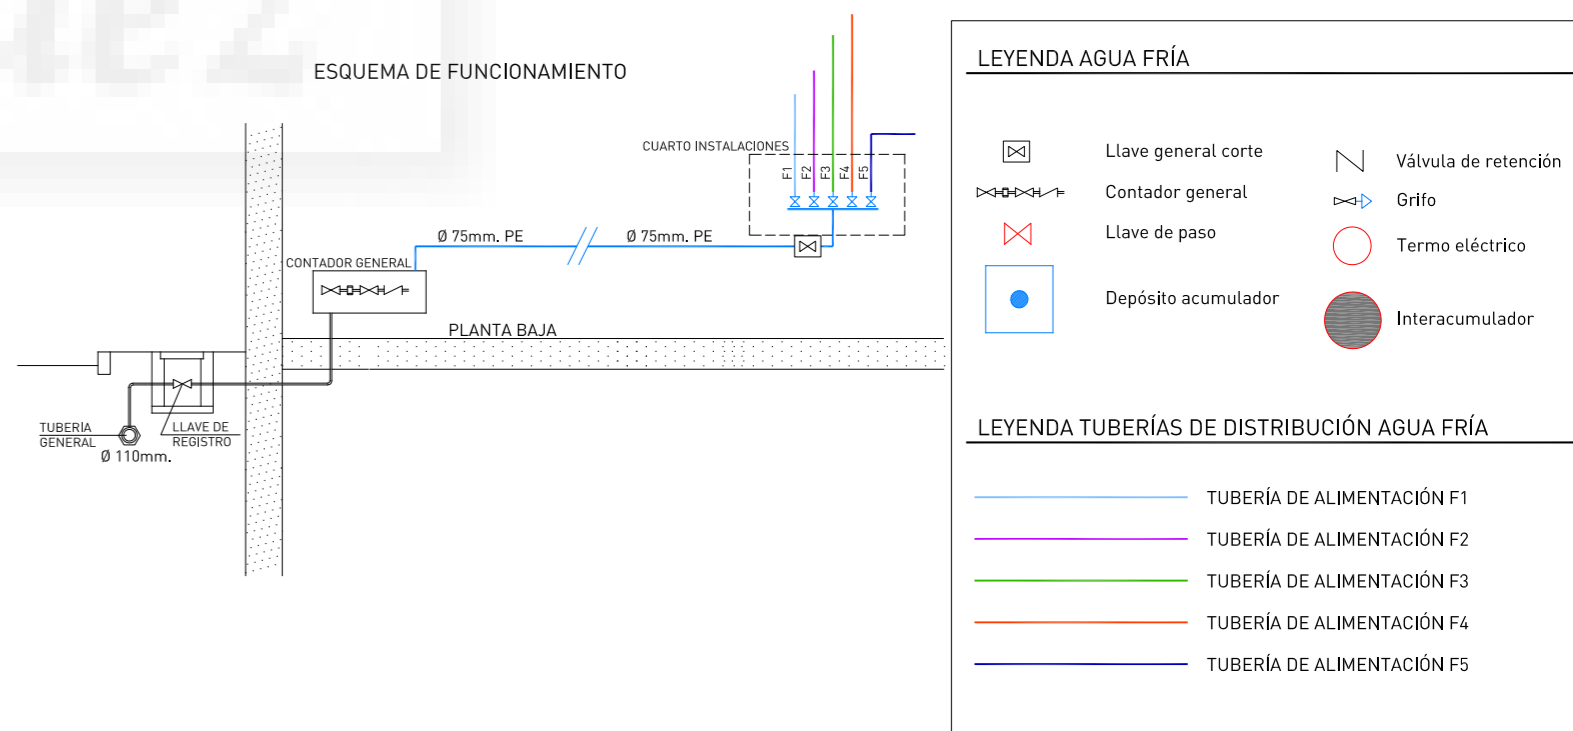 ESQUEMA DE FUNCIONAMIENTO
CUARTO INSTALACIONES
F1
F2
F3
F4
F5
Ø 75mm. PE
Ø 75mm. PE
CONTADOR GENERAL
PLANTA BAJA
TUBERÍA
GENERAL
Ø 110mm.
LLAVE DE
REGISTRO
LEYENDA AGUA FRÍA
Llave general corte
Contador general
Llave de paso
Depósito acumulador
Válvula de retención
Grifo
Termo eléctrico
Interacumulador
LEYENDA TUBERÍAS DE DISTRIBUCIÓN AGUA FRÍA
TUBERÍA DE ALIMENTACIÓN F1
TUBERÍA DE ALIMENTACIÓN F2
TUBERÍA DE ALIMENTACIÓN F3
TUBERÍA DE ALIMENTACIÓN F4
TUBERÍA DE ALIMENTACIÓN F5